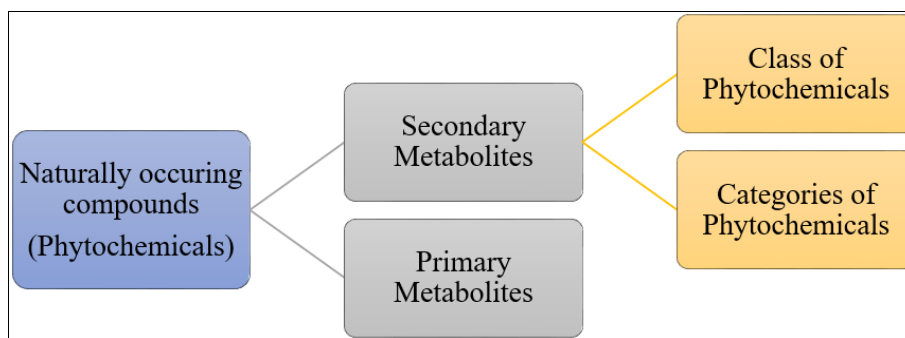 Naturally occuring
compounds
(Phytochemicals)
Secondary
Metabolites
Primary
Metabolites
Class of
Phytochemicals
Categories of
Phytochemicals